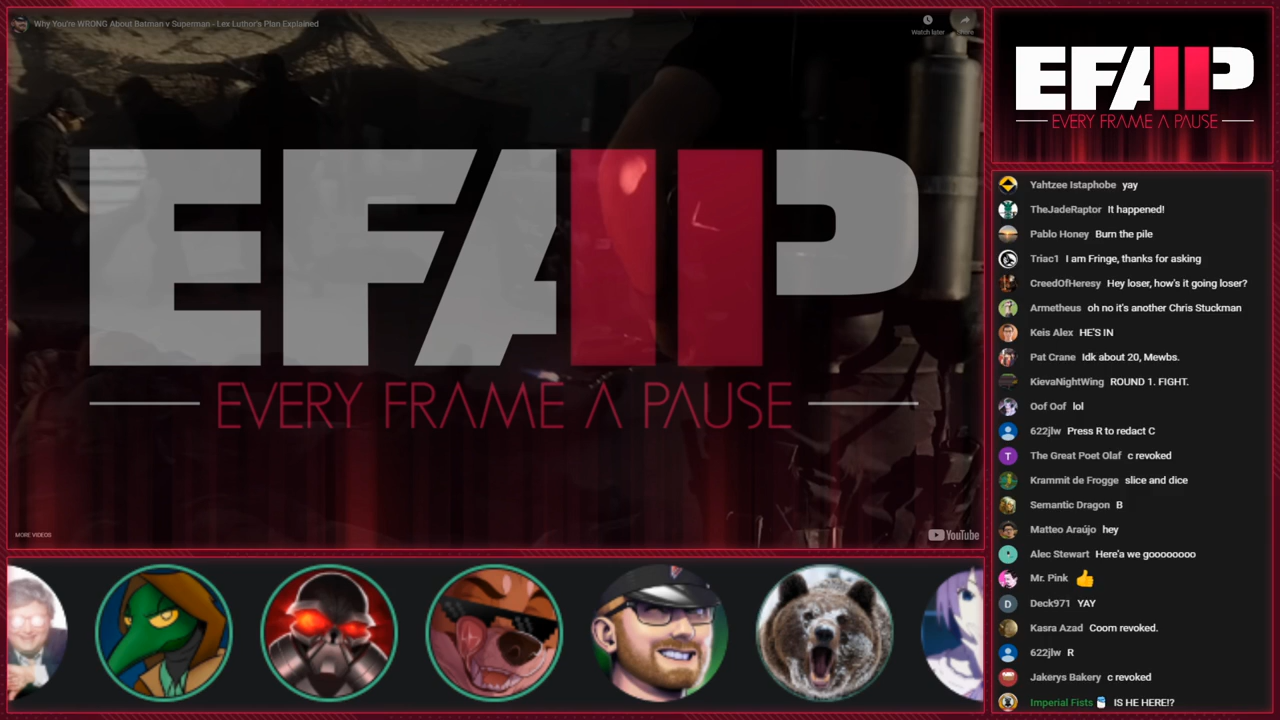 Why You're WRONG About Batman v Superman - Lex Luthor's Plan Explained
Watch later
Share
EFAP
EVERY FRAME A PAUSE
MORE VIDEOS
YouTube
EFAP
EVERY FRAME A PAUSE
Yahtzee Istaphobe yay
TheJadeRaptor It happened!
Pablo Honey Burn the pile
Triac1 I am Fringe, thanks for asking
CreedOfHeresy Hey loser, how's it going loser?
Armetheus oh no it's another Chris Stuckman
Keis Alex HE'S IN
Pat Crane Idk about 20, Mewbs.
KievaNightWing ROUND 1. FIGHT.
Oof Oof lol
622jlw Press R to redact C
T The Great Poet Olaf c revoked
Krammit de Frogge slice and dice
Semantic Dragon B
Matteo Araújo hey
Alec Stewart Here'a we goooooooo
Mr. Pink 👍
D Deck971 YAY
Kasra Azad Coom revoked.
622jlw R
Jakerys Bakery c revoked
Imperial Fists IS HE HERE!?